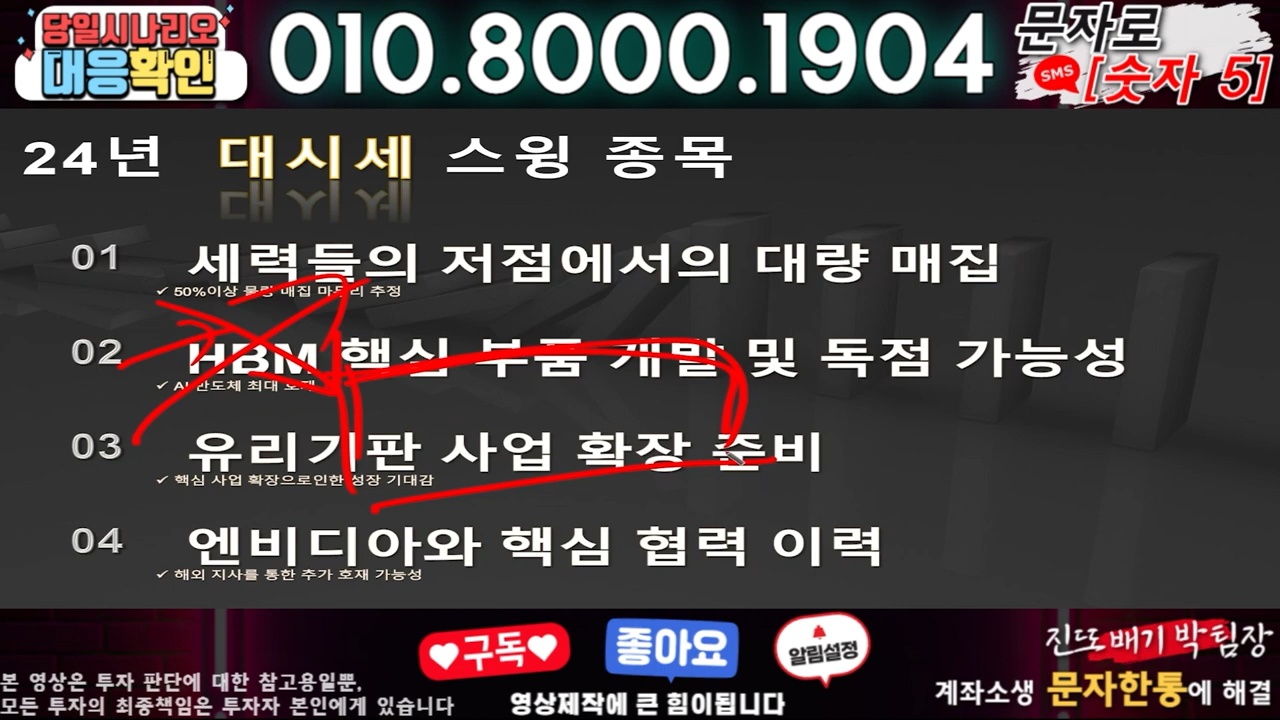 당일시나리오
대응확인
010.8000.1904
문자로
SMS [숫자 5]
24년 대시세 스윙 종목
01 세력들의 저점에서의 대량 매집
✓ 50%이상 물량 매집 마무리 추정
02 HBM 핵심 부품 개발 및 독점 가능성
✓ AI 반도체 최대 호재
03 유리기판 사업 확장 준비
✓ 핵심 사업 확장으로인한 성장 기대감
04 엔비디아와 핵심 협력 이력
✓ 해외 지사를 통한 추가 호재 가능성
구독
좋아요
알림설정
진또배기 박팀장
본 영상은 투자 판단에 대한 참고용일뿐,
모든 투자의 최종책임은 투자자 본인에게 있습니다
영상제작에 큰 힘이됩니다
계좌소생 문자한통에 해결